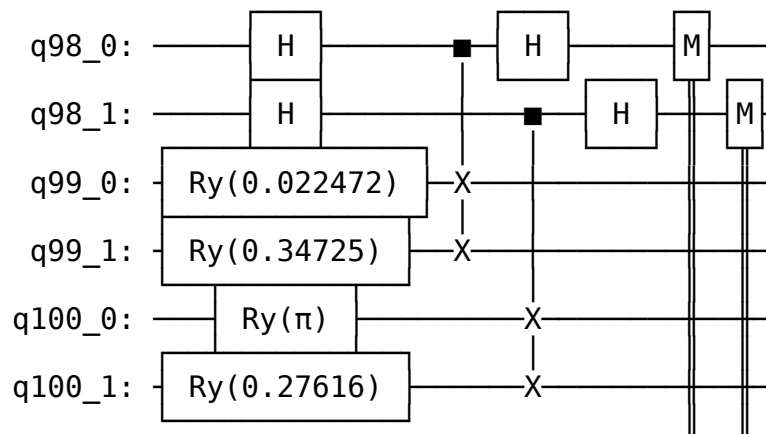 q98_0: H H M
q98_1: H H M
q99_0: Ry(0.022472) X
q99_1: Ry(0.34725) X
q100_0: Ry(π) X
q100_1: Ry(0.27616) X